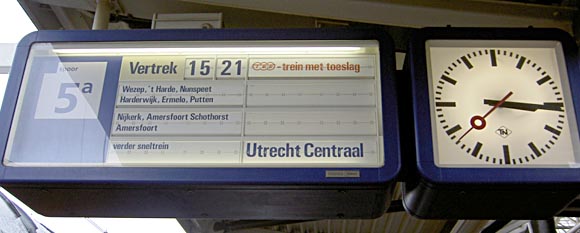 spoor
5a
Vertrek 15 21
-trein met toeslag
Wezep, 't Harde, Nunspeet
Harderwijk, Ermelo, Putten
Nijkerk, Amersfoort Schothorst
Amersfoort
verder sneltrein
Utrecht Centraal